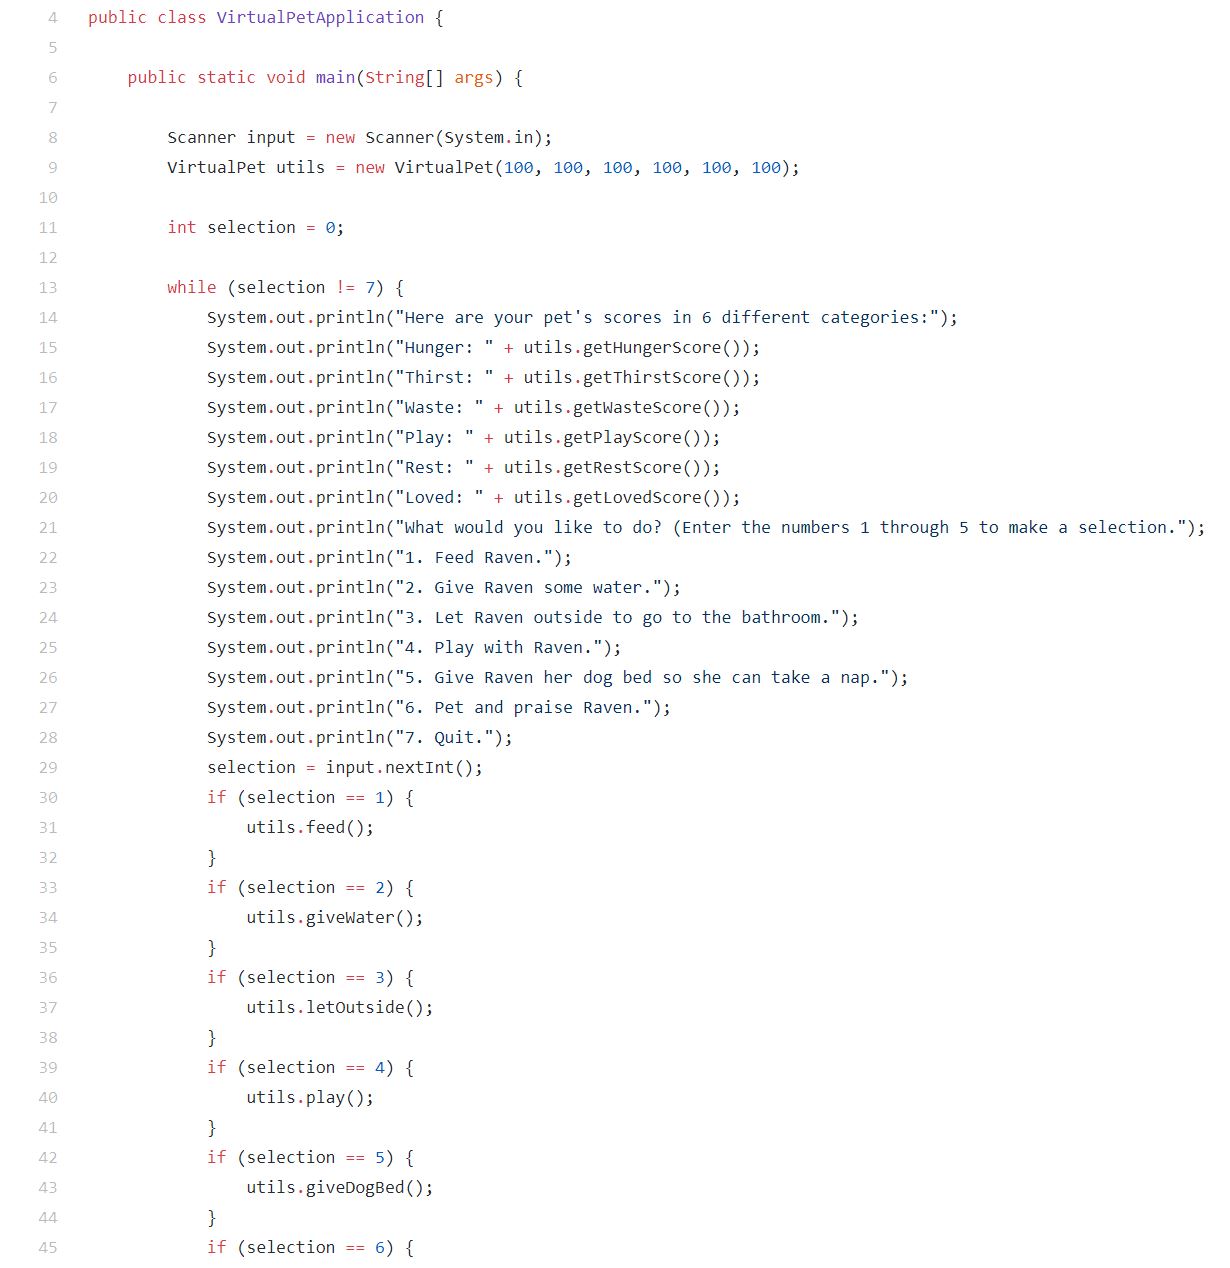 4 public class VirtualPetApplication {
5
6 public static void main(String[] args) {
7
8 Scanner input = new Scanner(System.in);
9 VirtualPet utils = new VirtualPet(100, 100, 100, 100, 100, 100);
10
11 int selection = 0;
12
13 while (selection != 7) {
14 System.out.println("Here are your pet's scores in 6 different categories:");
15 System.out.println("Hunger: " + utils.getHungerScore());
16 System.out.println("Thirst: " + utils.getThirstScore());
17 System.out.println("Waste: " + utils.getWasteScore());
18 System.out.println("Play: " + utils.getPlayScore());
19 System.out.println("Rest: " + utils.getRestScore());
20 System.out.println("Loved: " + utils.getLovedScore());
21 System.out.println("What would you like to do? (Enter the numbers 1 through 5 to make a selection.");
22 System.out.println("1. Feed Raven.");
23 System.out.println("2. Give Raven some water.");
24 System.out.println("3. Let Raven outside to go to the bathroom.");
25 System.out.println("4. Play with Raven.");
26 System.out.println("5. Give Raven her dog bed so she can take a nap.");
27 System.out.println("6. Pet and praise Raven.");
28 System.out.println("7. Quit.");
29 selection = input.nextInt();
30 if (selection == 1) {
31 utils.feed();
32 }
33 if (selection == 2) {
34 utils.giveWater();
35 }
36 if (selection == 3) {
37 utils.letOutside();
38 }
39 if (selection == 4) {
40 utils.play();
41 }
42 if (selection == 5) {
43 utils.giveDogBed();
44 }
45 if (selection == 6) {